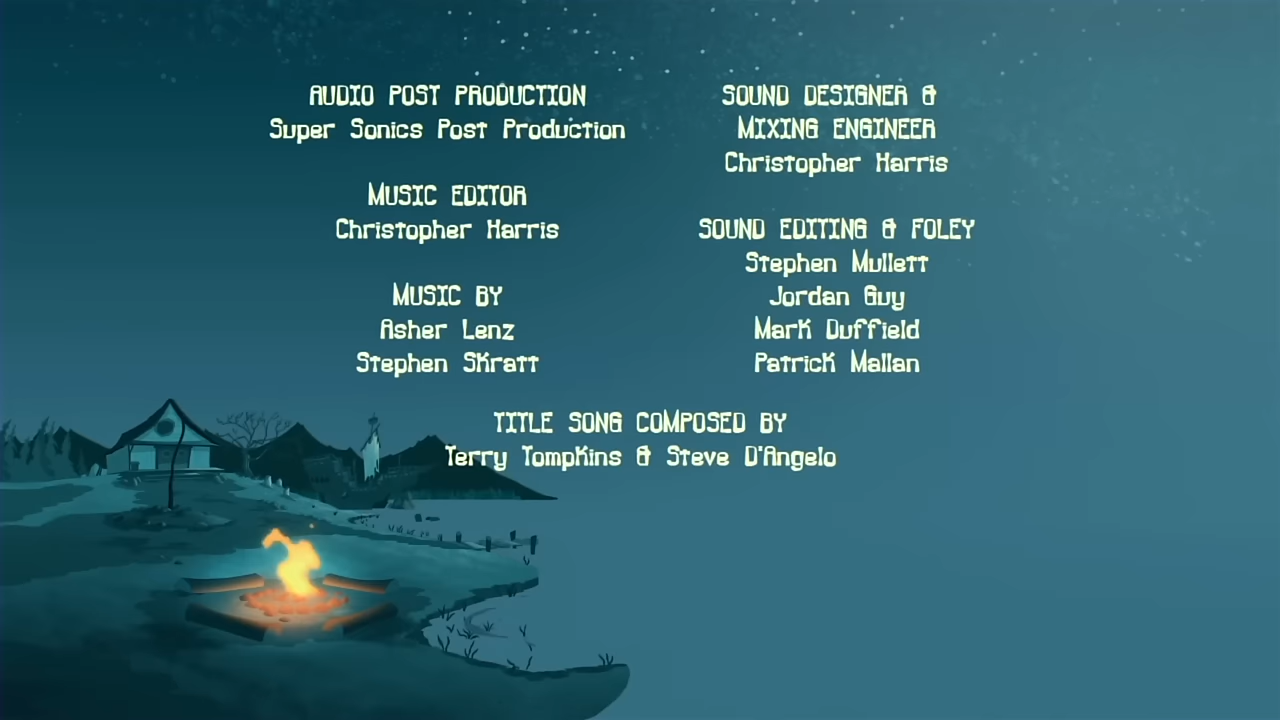 AUDIO POST PRODUCTION
Super Sonics Post Production
MUSIC EDITOR
Christopher Harris
MUSIC BY
Asher Lenz
Stephen Skratt
SOUND DESIGNER &
MIXING ENGINEER
Christopher Harris
SOUND EDITING & FOLEY
Stephen Mullett
Jordan Guy
Mark Duffield
Patrick Mallan
TITLE SONG COMPOSED BY
Terry Tompkins & Steve D'Angelo